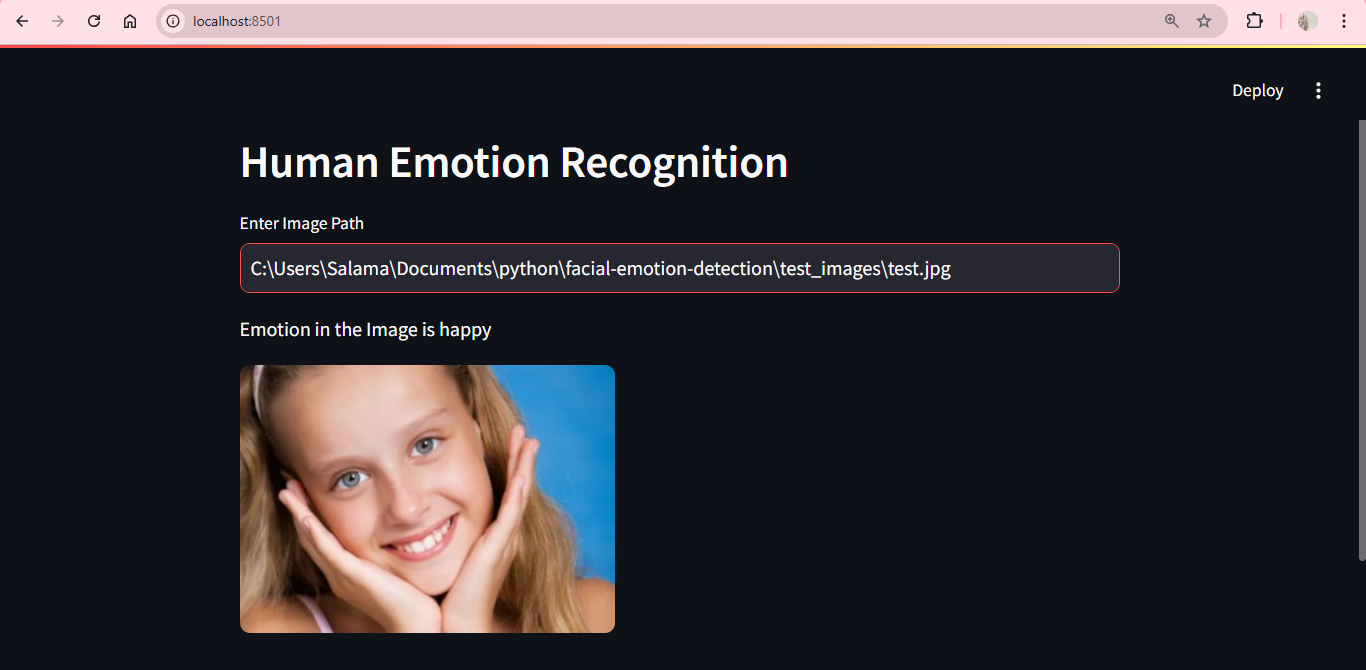 localhost:8501
Deploy
Human Emotion Recognition
Enter Image Path
C:\Users\Salama\Documents\python\facial-emotion-detection\test_images\test.jpg
Emotion in the Image is happy